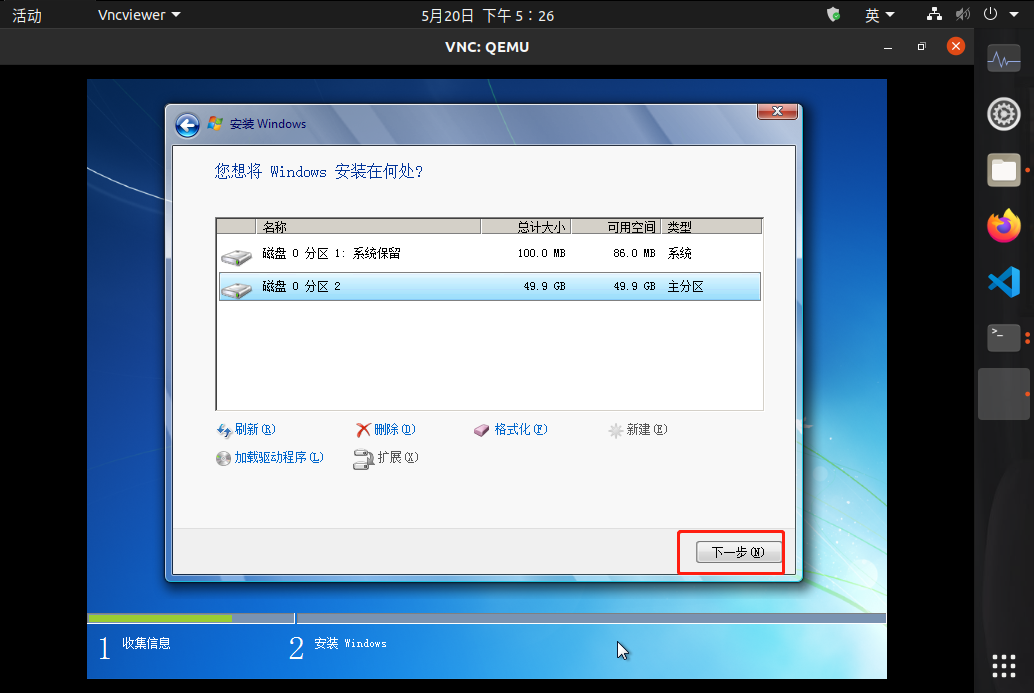 活动 Vncviewer 5月20日 下午 5：26 英
VNC: QEMU
安装 Windows
您想将 Windows 安装在何处?
名称 总计大小 可用空间 类型
磁盘 0 分区 1: 系统保留 100.0 MB 86.0 MB 系统
磁盘 0 分区 2 49.9 GB 49.9 GB 主分区
刷新(R) 删除(D) 格式化(F) 新建(E)
加载驱动程序(L) 扩展(X)
下一步(N)
1 收集信息 2 安装 Windows